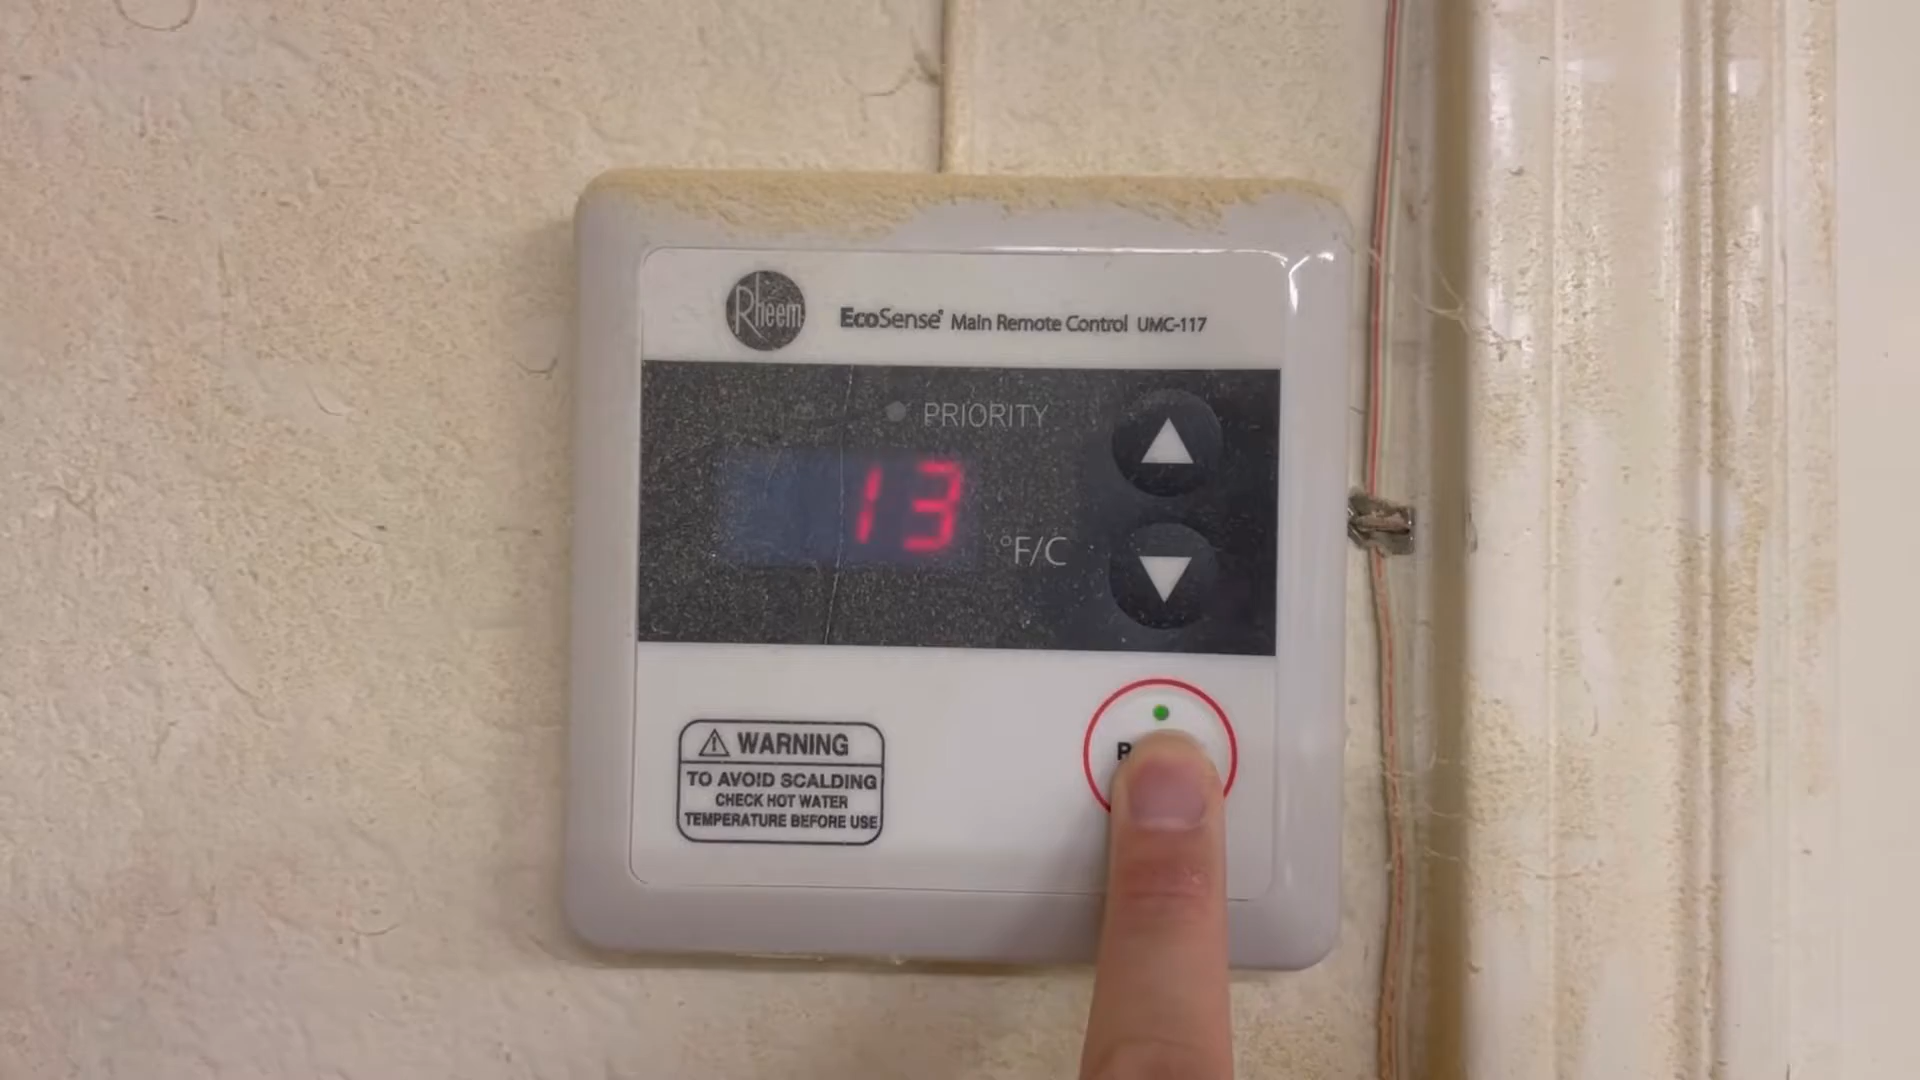 Rheem
EcoSense® Main Remote Control UMC-117
PRIORITY
13
°F/C
⚠ WARNING
TO AVOID SCALDING
CHECK HOT WATER
TEMPERATURE BEFORE USE